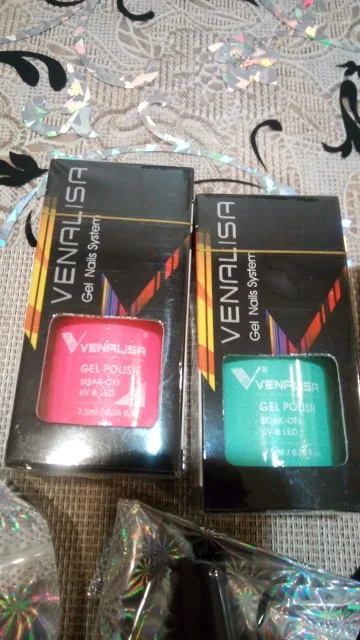 VENALISA
Gel Nails System
VENALISA
GEL POLISH
SOAK-OFF
UV & LED
7.5ml / 0.26 fl
VENALISA
Gel Nails System
VENALISA
GEL POLISH
SOAK-OFF
UV & LED